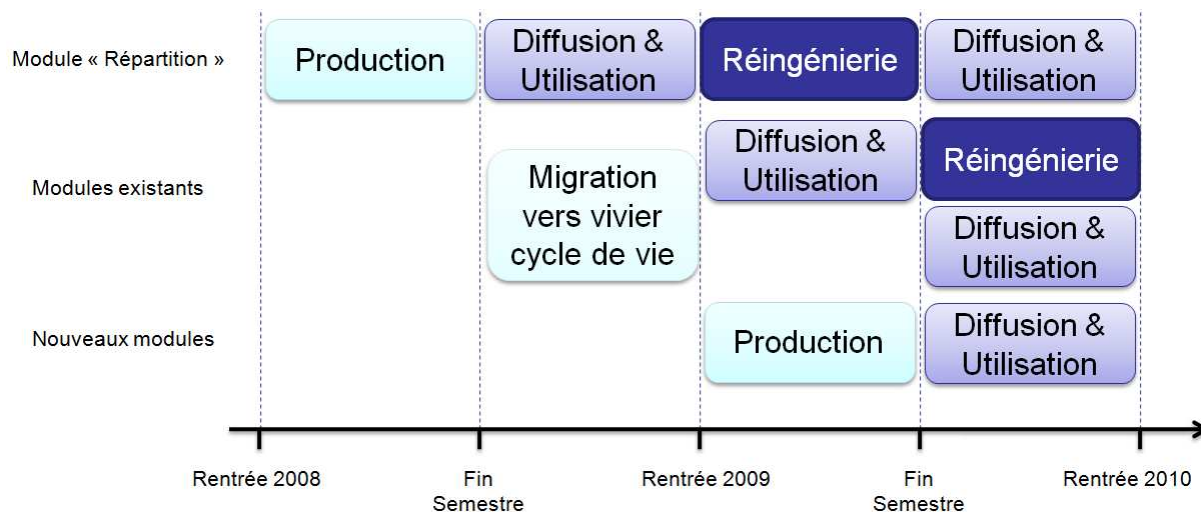 Module « Répartition »
Production
Diffusion &
Utilisation
Réingénierie
Diffusion &
Utilisation
Modules existants
Migration
vers vivier
cycle de vie
Diffusion &
Utilisation
Réingénierie
Diffusion &
Utilisation
Nouveaux modules
Production
Diffusion &
Utilisation
Rentrée 2008
Fin
Semestre
Rentrée 2009
Fin
Semestre
Rentrée 2010